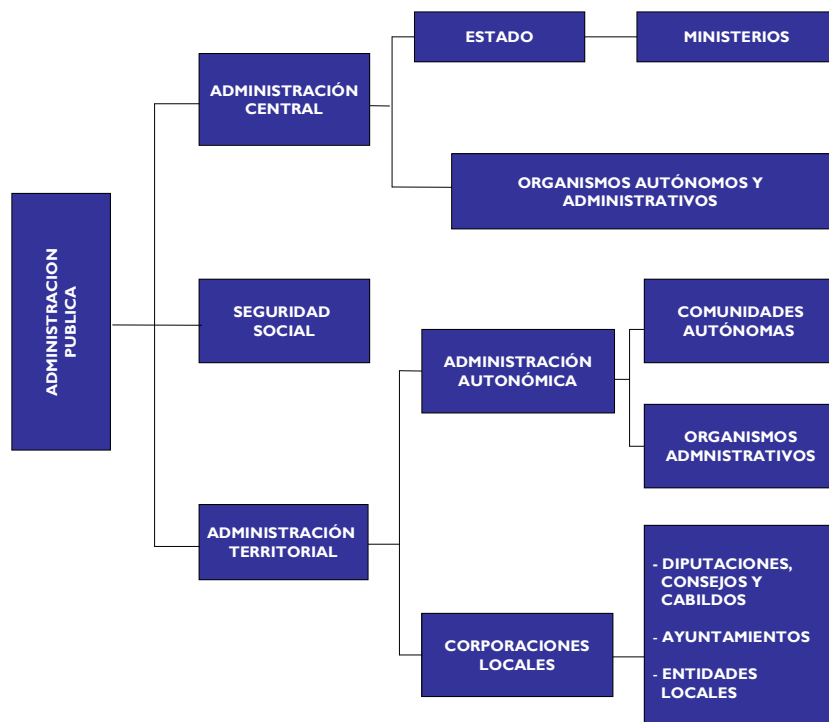 ADMINISTRACION
PUBLICA
ADMINISTRACIÓN
CENTRAL
ESTADO
MINISTERIOS
ORGANISMOS AUTÓNOMOS Y
ADMINISTRATIVOS
SEGURIDAD
SOCIAL
ADMINISTRACIÓN
TERRITORIAL
ADMINISTRACIÓN
AUTONÓMICA
COMUNIDADES
AUTÓNOMAS
ORGANISMOS
ADMNISTRATIVOS
CORPORACIONES
LOCALES
- DIPUTACIONES,
CONSEJOS Y
CABILDOS
- AYUNTAMIENTOS
- ENTIDADES
LOCALES